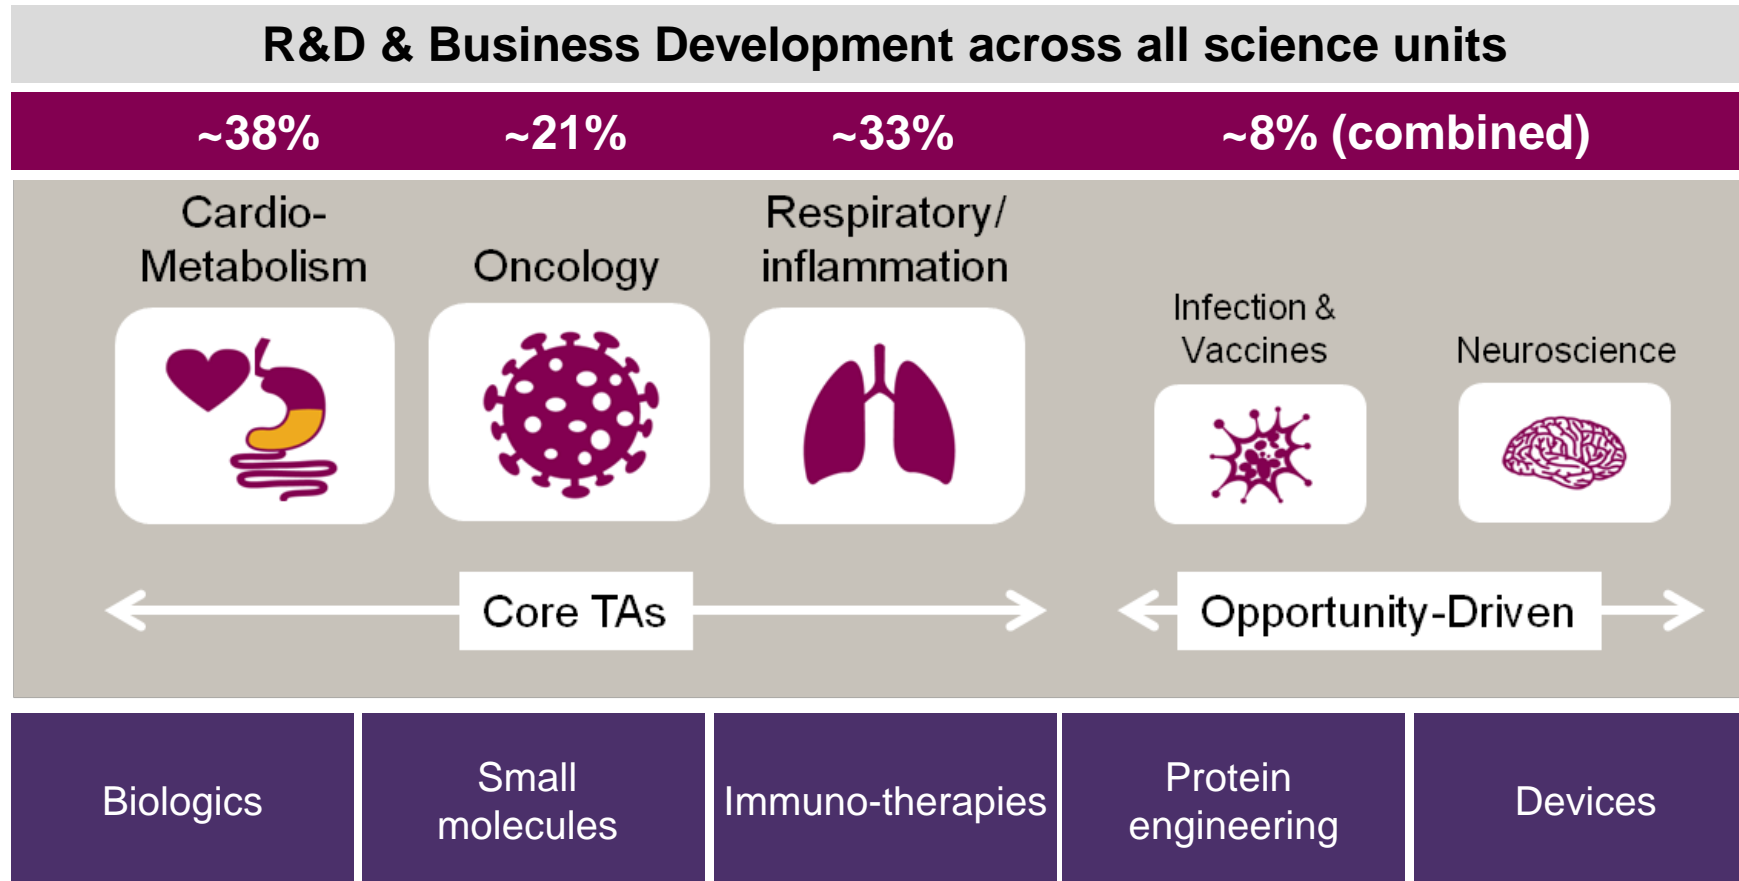 R&D & Business Development across all science units
~38%
~21%
~33%
~8% (combined)
Cardio-
Metabolism
Oncology
Respiratory/
inflammation
Infection &
Vaccines
Neuroscience
Core TAs
Opportunity-Driven
Biologics
Small
molecules
Immuno-therapies
Protein
engineering
Devices